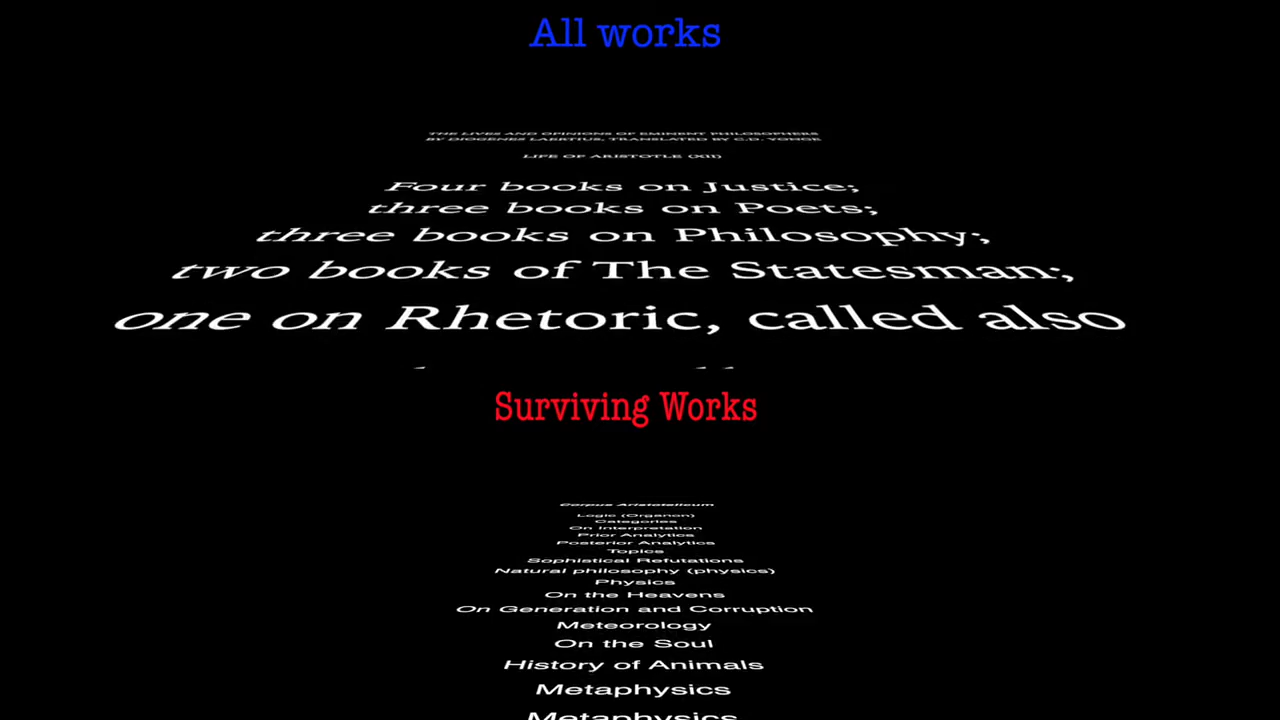 All works
THE LIVES AND OPINIONS OF EMINENT PHILOSOPHERS
BY DIOGENES LAERTIUS, TRANSLATED BY C.D. YONGE
LIFE OF ARISTOTLE (XII)
Four books on Justice;
three books on Poets;
three books on Philosophy;
two books of The Statesman;
one on Rhetoric, called also
Surviving Works
Corpus Aristotelicum
Logic (Organon)
Categories
On Interpretation
Prior Analytics
Posterior Analytics
Topics
Sophistical Refutations
Natural philosophy (physics)
Physics
On the Heavens
On Generation and Corruption
Meteorology
On the Soul
History of Animals
Metaphysics
Metaphysics